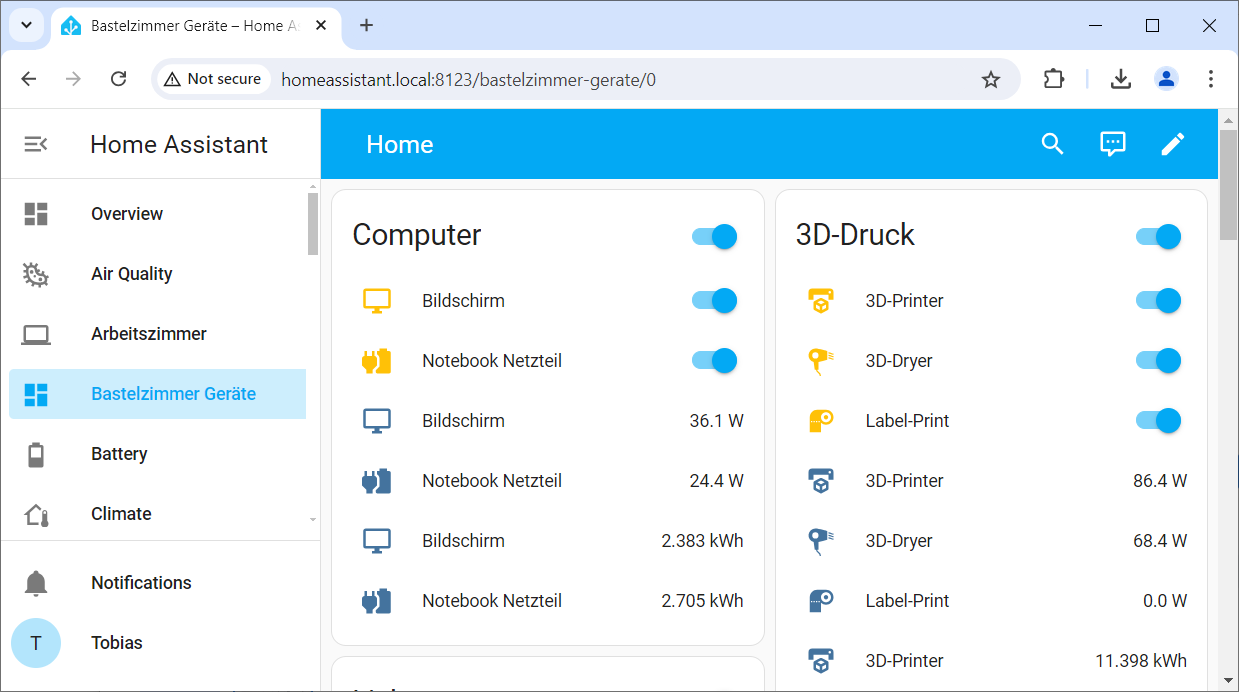 Bastelzimmer Geräte – Home As
Not secure
homeassistant.local:8123/bastelzimmer-gerate/0
Home Assistant
Home
Overview
Air Quality
Arbeitszimmer
Bastelzimmer Geräte
Battery
Climate
Notifications
T
Tobias
Computer
Bildschirm
Notebook Netzteil
Bildschirm 36.1 W
Notebook Netzteil 24.4 W
Bildschirm 2.383 kWh
Notebook Netzteil 2.705 kWh
3D-Druck
3D-Printer
3D-Dryer
Label-Print
3D-Printer 86.4 W
3D-Dryer 68.4 W
Label-Print 0.0 W
3D-Printer 11.398 kWh